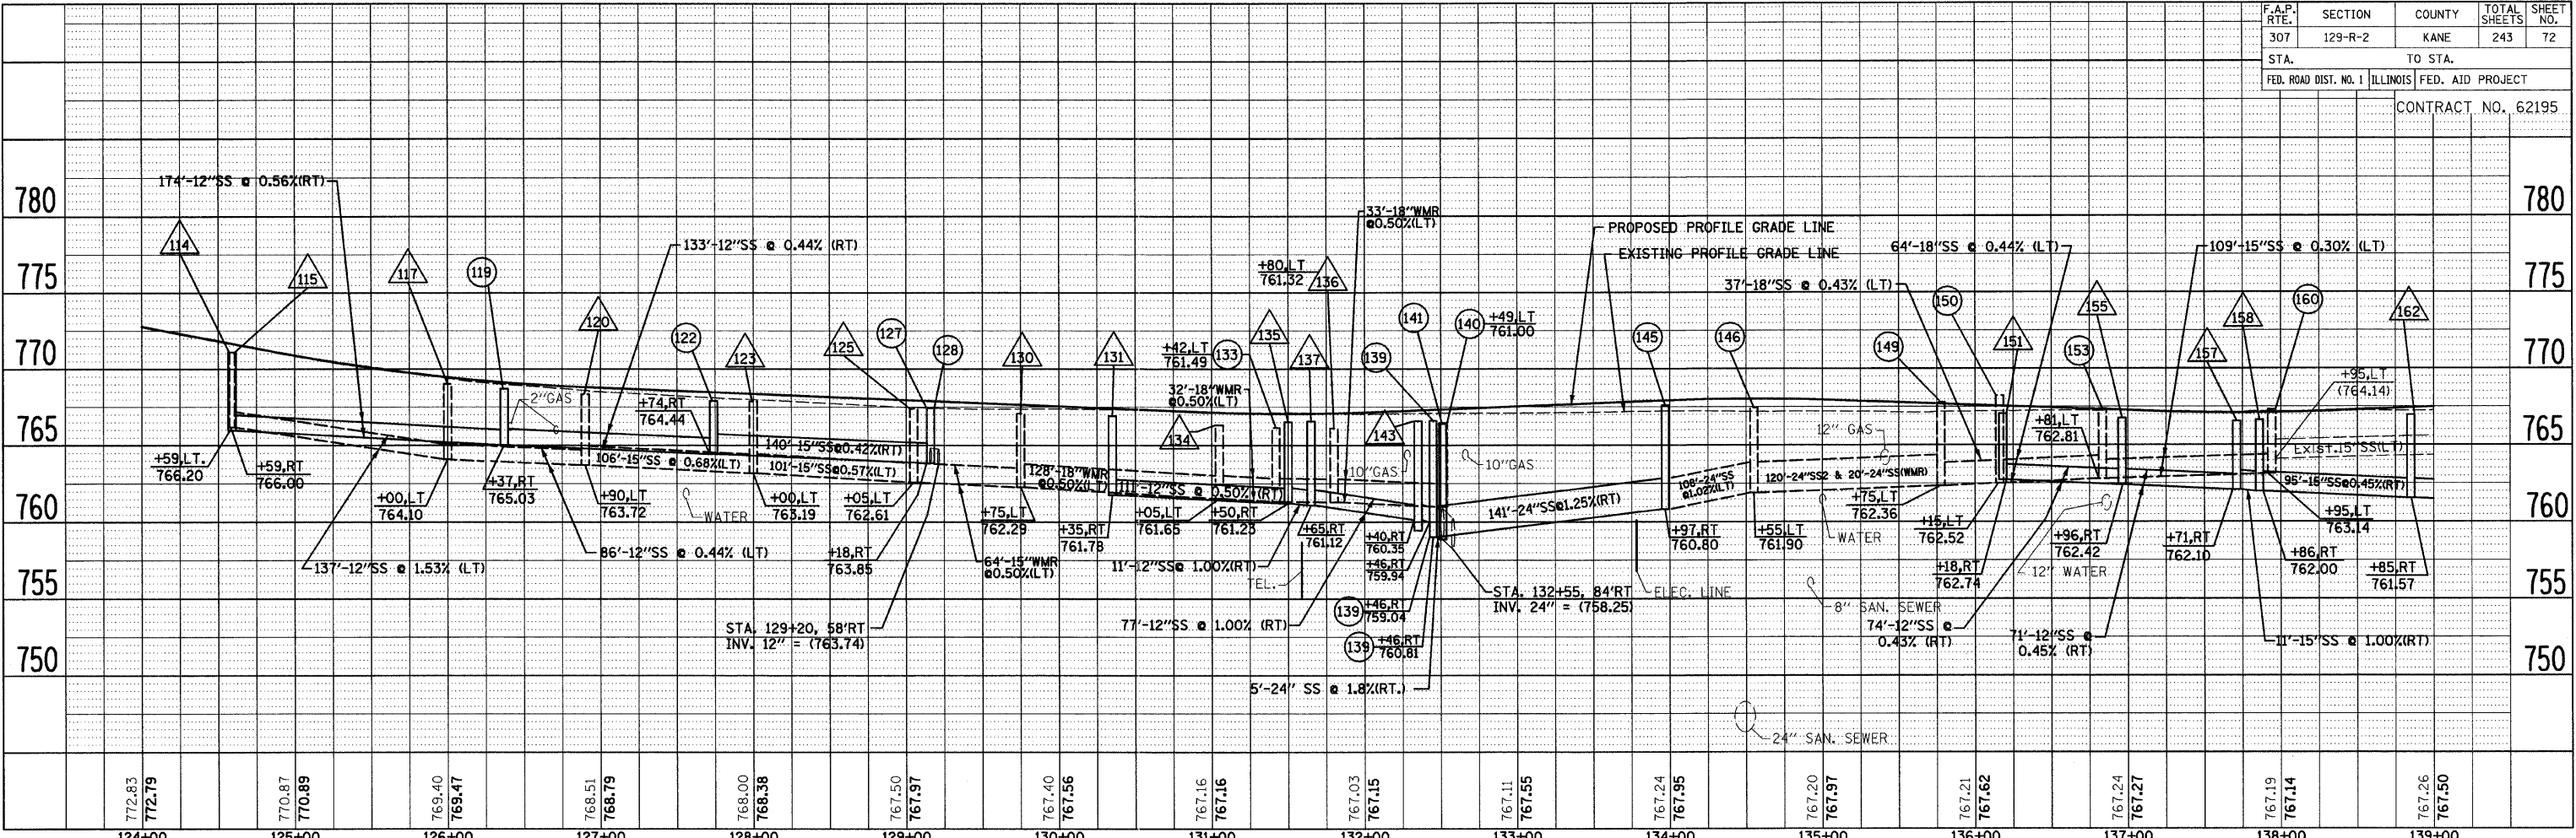 F.A.P. RTE. SECTION COUNTY TOTAL SHEETS SHEET NO.
307 129-R-2 KANE 243 72
STA. TO STA.
FED. ROAD DIST. NO. 1 ILLINOIS FED. AID PROJECT
CONTRACT NO. 62195
780
775
770
765
760
755
750
780
775
770
765
760
755
750
174'-12"SS @ 0.56%(RT)
114
115
117
119
133'-12"SS @ 0.44% (RT)
120
122
123
125
127
128
130
131
33'-18"WMR
@0.50%(LT)
+80,LT
761.32
136
135
+42,LT
761.49
133
137
32'-18"WMR
@0.50%(LT)
134
139
141
140
+49,LT
761.00
143
PROPOSED PROFILE GRADE LINE
EXISTING PROFILE GRADE LINE
37'-18"SS @ 0.43% (LT)
64'-18"SS @ 0.44% (LT)
109'-15"SS @ 0.30% (LT)
145
146
149
150
151
153
155
157
158
160
162
+95,LT
(764.14)
2"GAS
+74,RT
764.44
140'-15"SS@0.42%(RT)
106'-15"SS @ 0.68%(LT)
101'-15"SS@0.57%(LT)
128'-18"WMR
@0.50%(LT)
111'-12"SS @ 0.50%(RT)
10"GAS
10"GAS
141'-24"SS@1.25%(RT)
108'-24"SS
@1.02%(LT)
12" GAS
120'-24"SS2 & 20'-24"SS(WMR)
+81,LT
762.81
Exist.15"SS(LT)
95'-15"SS@0.45%(RT)
+59,LT
766.20
+59,RT
766.00
+00,LT
764.10
+37,RT
765.03
+90,LT
763.72
WATER
+00,LT
763.19
+05,LT
762.61
+18,RT
763.85
+75,LT
762.29
+35,RT
761.78
+05,LT
761.65
+50,RT
761.23
+65,RT
761.12
+40,RT
760.35
+46,RT
759.94
139
+46,RT
759.04
139
+46,RT
760.81
137'-12"SS @ 1.53% (LT)
86'-12"SS @ 0.44% (LT)
64'-15"WMR
@0.50%(LT)
11'-12"SS@ 1.00%(RT)
TEL.
77'-12"SS @ 1.00% (RT)
STA. 129+20, 58'RT
INV. 12" = (763.74)
STA. 132+55, 84'RT
INV. 24" = (758.25)
5'-24" SS @ 1.8%(RT.)
ELEC. LINE
+97,RT
760.80
+55,LT
761.90
WATER
+75,LT
762.36
+15,LT
762.52
+18,RT
762.74
12" WATER
+96,RT
762.42
+71,RT
762.10
+95,LT
763.14
+86,RT
762.00
+85,RT
761.57
8" SAN. SEWER
74'-12"SS @
0.43% (RT)
71'-12"SS @
0.45% (RT)
11'-15"SS @ 1.00%(RT)
24" SAN. SEWER
772.83 772.79
770.87 770.89
769.40 769.47
768.51 768.79
768.00 768.38
767.50 767.97
767.40 767.56
767.16 767.16
767.03 767.15
767.11 767.55
767.24 767.95
767.20 767.97
767.21 767.62
767.24 767.27
767.19 767.14
767.26 767.50
124+00 125+00 126+00 127+00 128+00 129+00 130+00 131+00 132+00 133+00 134+00 135+00 136+00 137+00 138+00 139+00